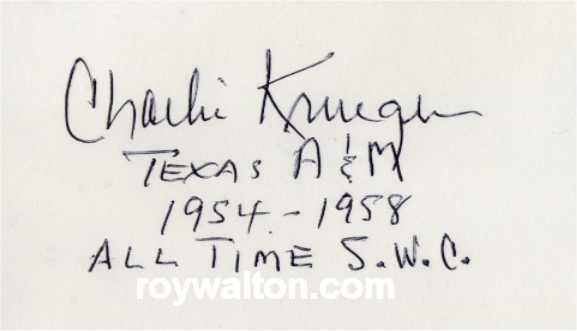 Charlie Krueger
TEXAS A & M
1954 - 1958
ALL TIME S.W.C.
roywalton.com